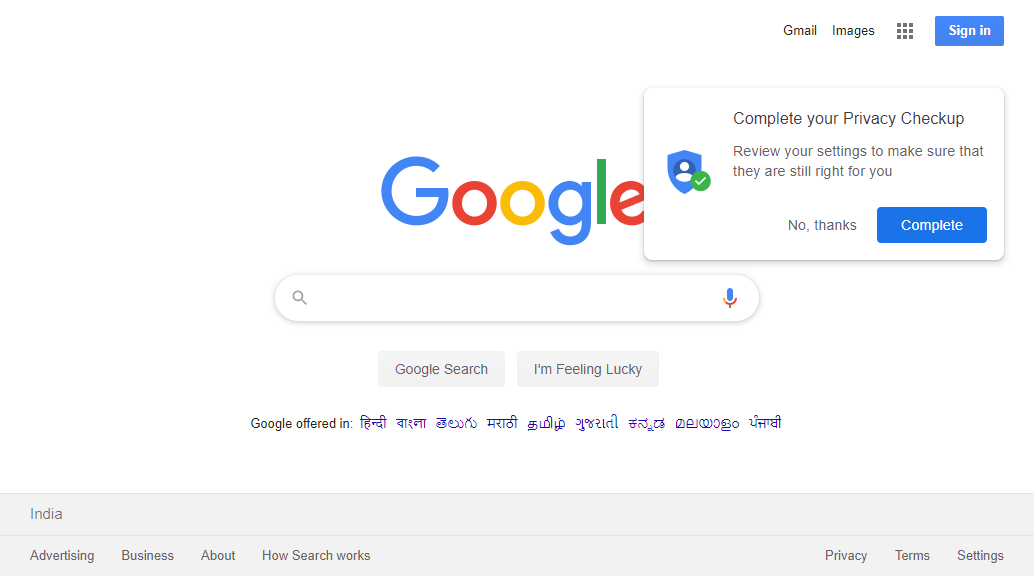 Gmail Images Sign in
Complete your Privacy Checkup
Review your settings to make sure that
they are still right for you
No, thanks Complete
Google
Google Search I'm Feeling Lucky
Google offered in: हिन्दी বাংলা తెలుగు मराठी தமிழ் ગુજરાતી ಕನ್ನಡ മലയാളം ਪੰਜਾਬੀ
India
Advertising Business About How Search works Privacy Terms Settings